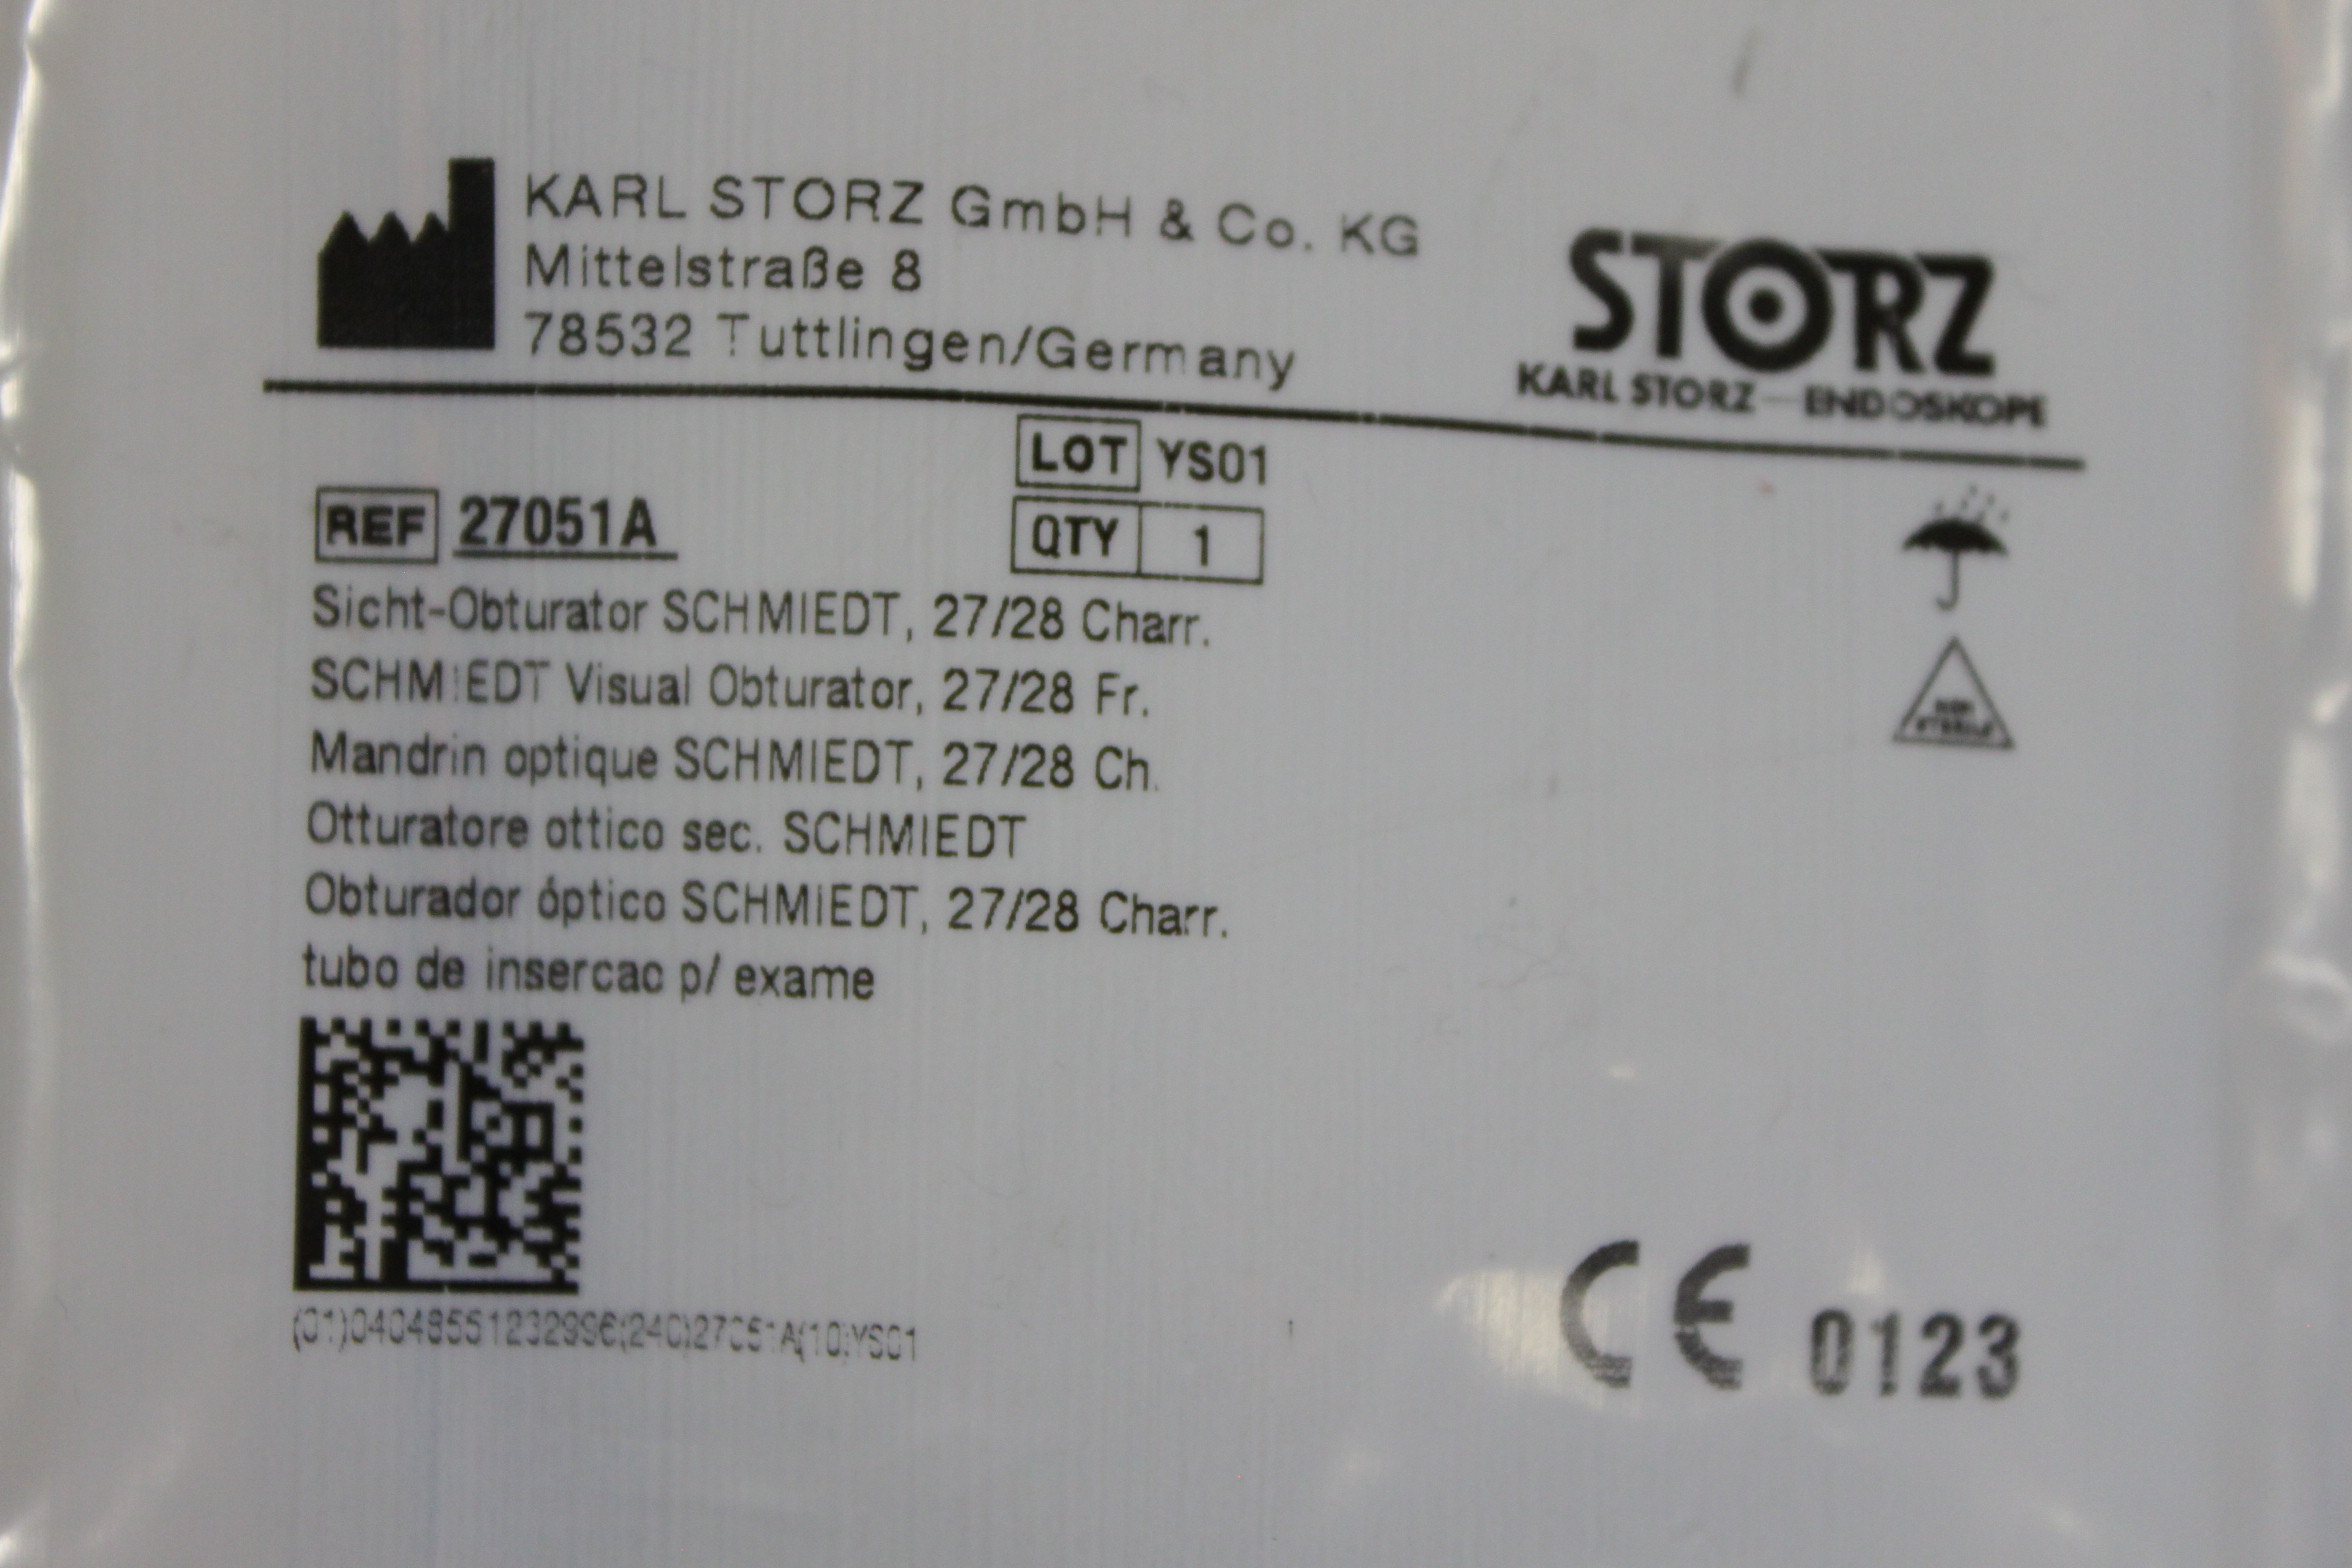 KARL STORZ GmbH & Co. KG
Mittelstraße 8
78532 Tuttlingen/Germany
STORZ
KARL STORZ — ENDOSKOPE
LOT YS01
REF 27051A
QTY 1
Sicht-Obturator SCHMIEDT, 27/28 Charr.
SCHMIEDT Visual Obturator, 27/28 Fr.
Mandrin optique SCHMIEDT, 27/28 Ch.
Otturatore ottico sec. SCHMIEDT
Obturador óptico SCHMIEDT, 27/28 Charr.
tubo de insercao p/ exame
NON
STERILE
(01)04048551232996(240)27051A(10)YS01
CE 0123